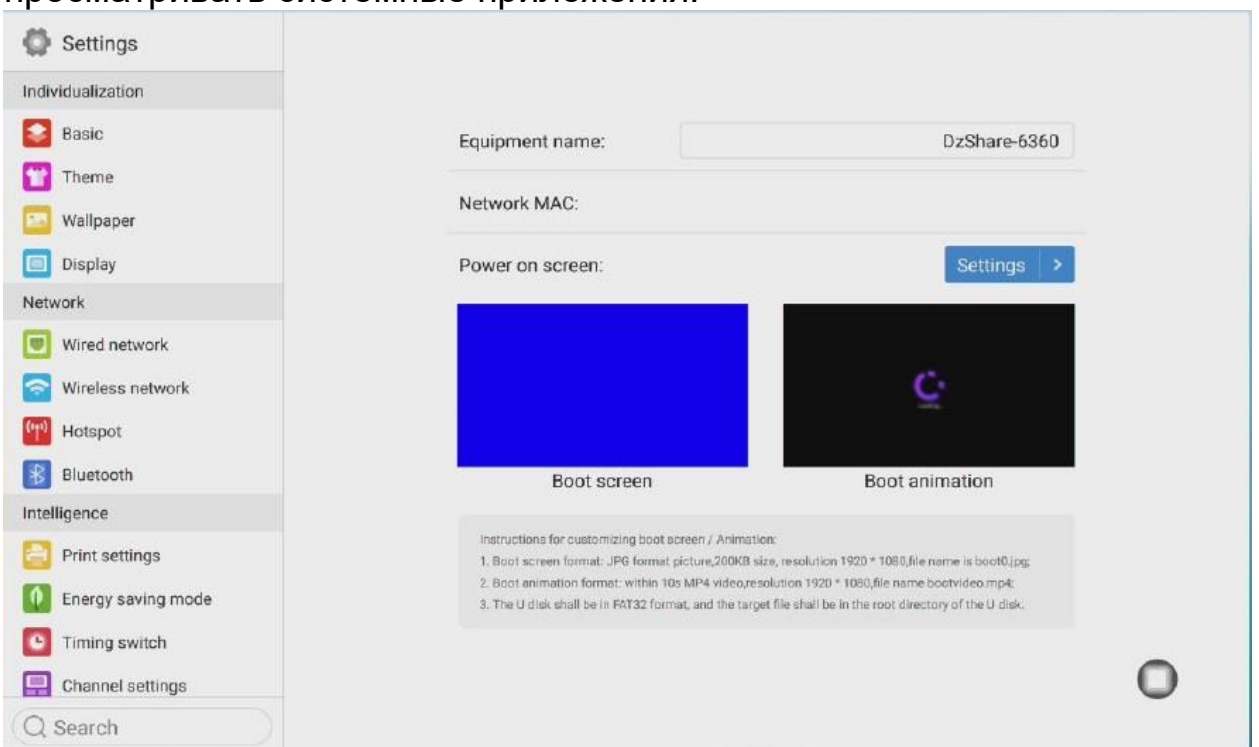 просматривать системные приложения.
Settings
Individualization
Basic
Theme
Wallpaper
Display
Network
Wired network
Wireless network
Hotspot
Bluetooth
Intelligence
Print settings
Energy saving mode
Timing switch
Channel settings
Search
Equipment name:
DzShare-6360
Network MAC:
Power on screen:
Settings >
Boot screen
Boot animation
Instructions for customizing boot screen / Animation:
1. Boot screen format: JPG format picture,200KB size, resolution 1920 * 1080,file name is boot0.jpg;
2. Boot animation format: within 10s MP4 video,resolution 1920 * 1080,file name bootvideo.mp4;
3. The U disk shall be in FAT32 format, and the target file shall be in the root directory of the U disk.